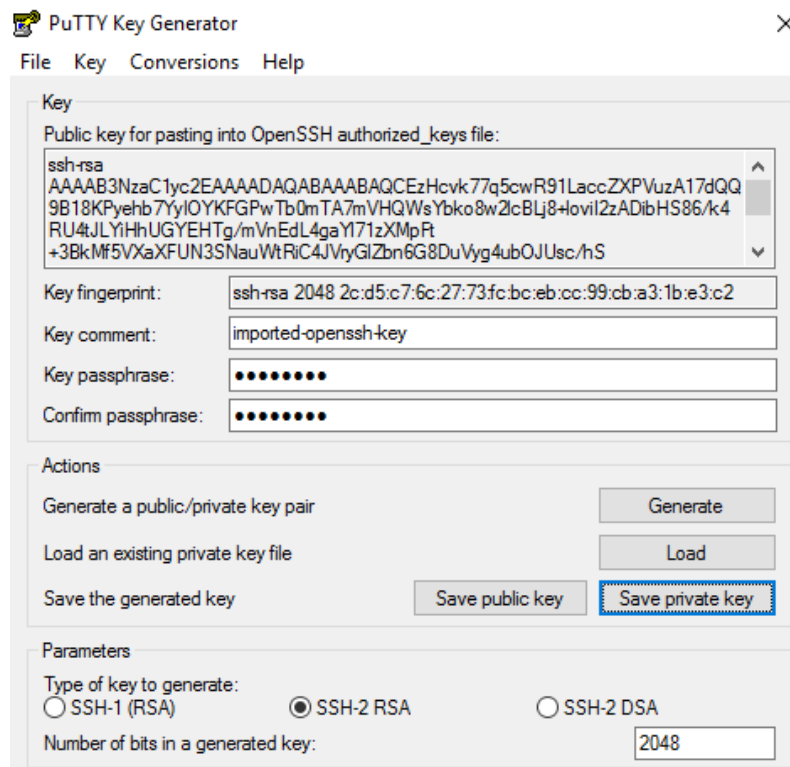 PuTTY Key Generator
File Key Conversions Help
Key
Public key for pasting into OpenSSH authorized_keys file:
ssh-rsa
AAAAB3NzaC1yc2EAAAADAQABAAABAQCEzHcvk77q5cwR91LaccZXPVuzA17dQQ
9B18KPyehb7YyIOYKFGPwTb0mTA7mVHQWsYbko8w2lcBLj8+loviI2zADibHS86/k4
RU4tJLYiHhUGYEHTg/mVnEdL4gaYl71zXMpFt
+3BkMf5VXaXFUN3SNauWtRiC4JVryGlZbn6G8DuVyg4ubOJUsc/hS
Key fingerprint: ssh-rsa 2048 2c:d5:c7:6c:27:73:fc:bc:eb:cc:99:cb:a3:1b:e3:c2
Key comment: imported-openssh-key
Key passphrase: ●●●●●●●●
Confirm passphrase: ●●●●●●●●
Actions
Generate a public/private key pair Generate
Load an existing private key file Load
Save the generated key Save public key Save private key
Parameters
Type of key to generate:
SSH-1 (RSA) SSH-2 RSA SSH-2 DSA
Number of bits in a generated key: 2048